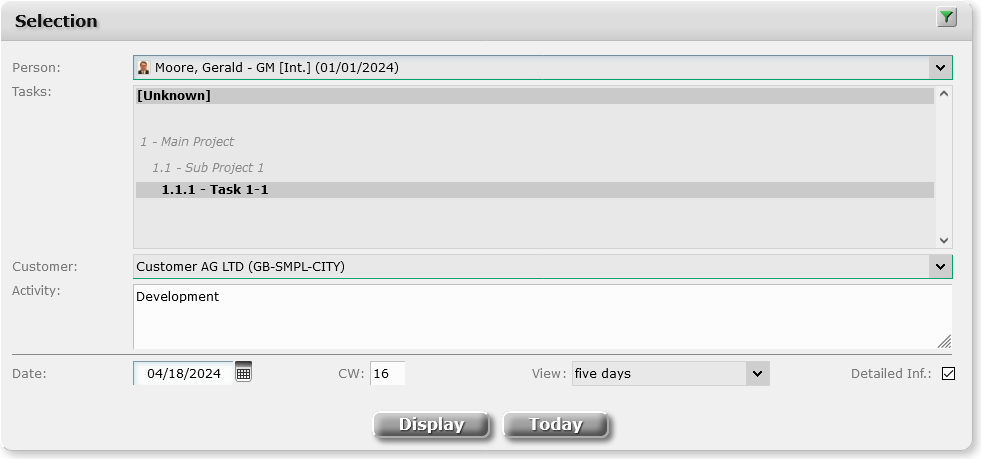 Selection
Person: Moore, Gerald - GM [Int.] (01/01/2024)
Tasks: [Unknown]
1 - Main Project
1.1 - Sub Project 1
1.1.1 - Task 1-1
Customer: Customer AG LTD (GB-SMPL-CITY)
Activity: Development
Date: 04/18/2024 CW: 16 View: five days Detailed Inf.:
Display Today